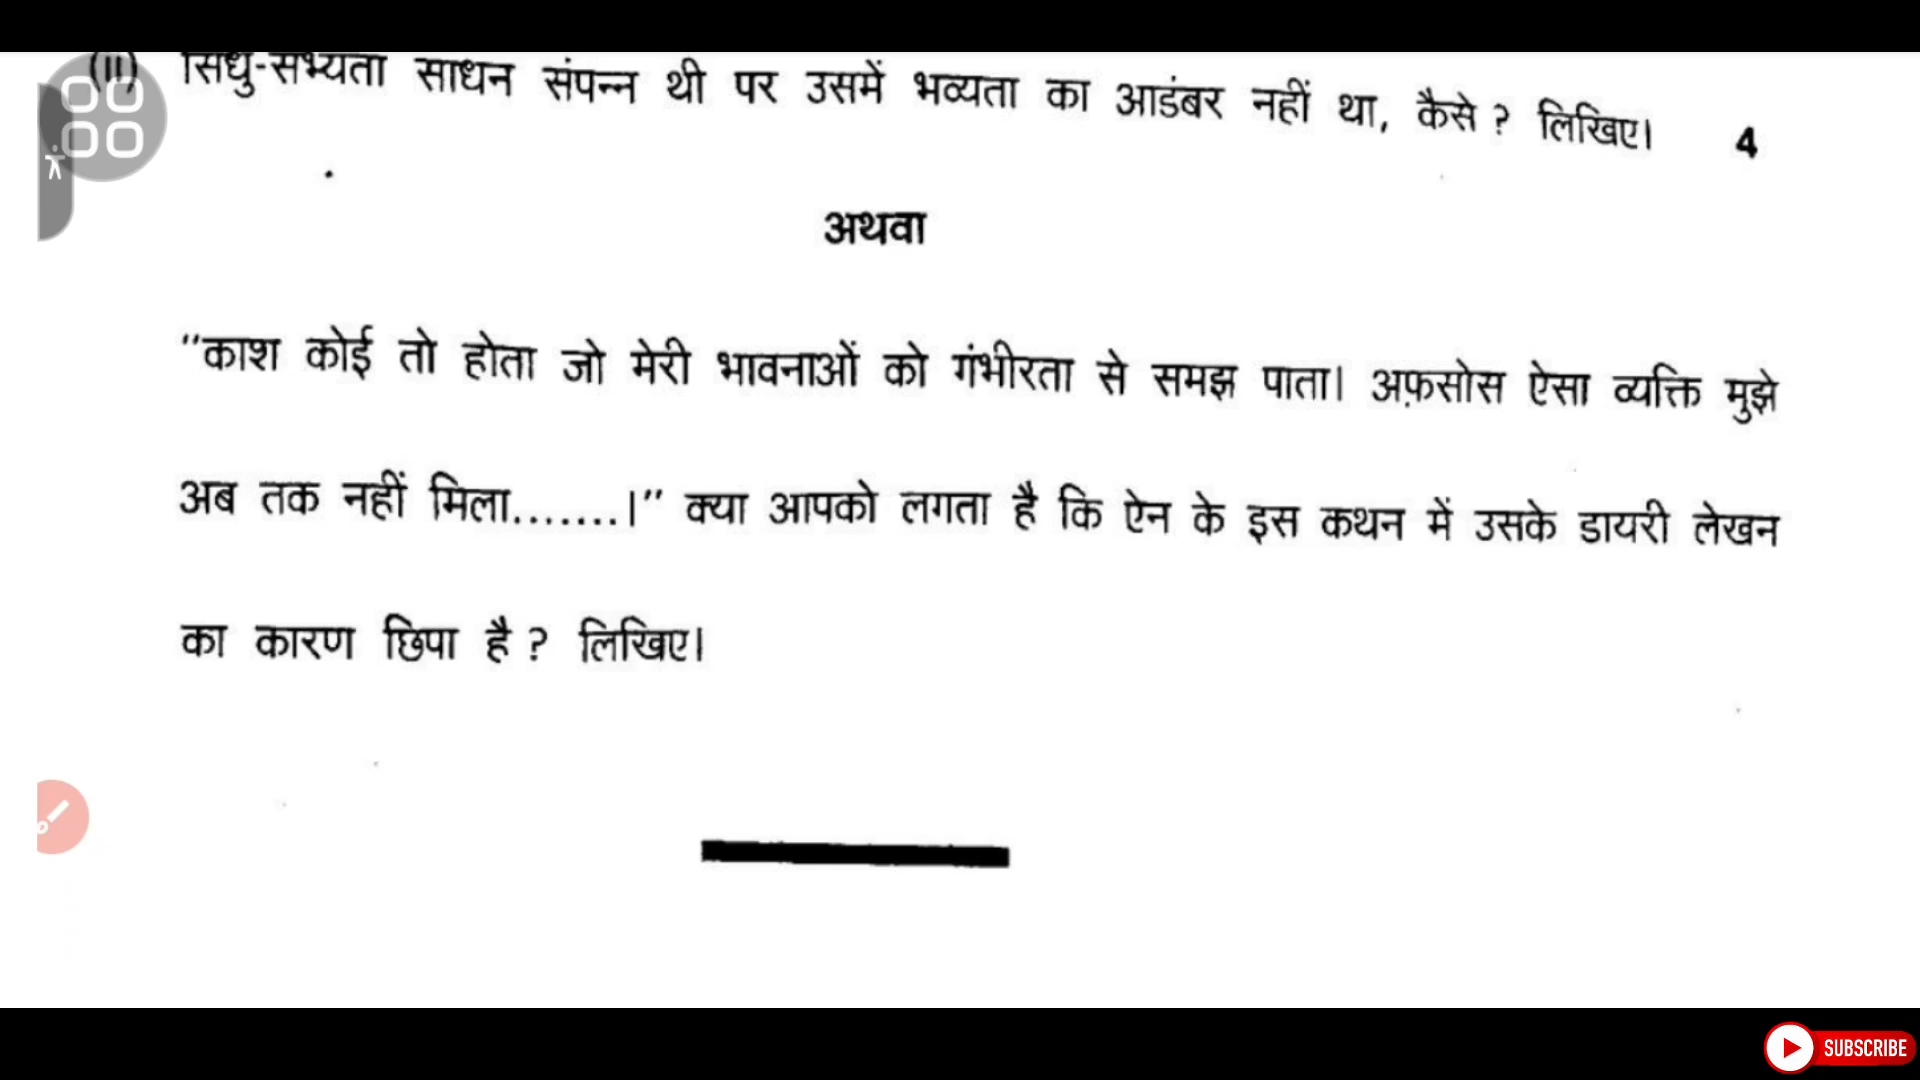 (ii) सिंधु-सभ्यता साधन संपन्न थी पर उसमें भव्यता का आडंबर नहीं था, कैसे ? लिखिए। 4
अथवा
"काश कोई तो होता जो मेरी भावनाओं को गंभीरता से समझ पाता। अफ़सोस ऐसा व्यक्ति मुझे
अब तक नहीं मिला.......।" क्या आपको लगता है कि ऐन के इस कथन में उसके डायरी लेखन
का कारण छिपा है ? लिखिए।
SUBSCRIBE